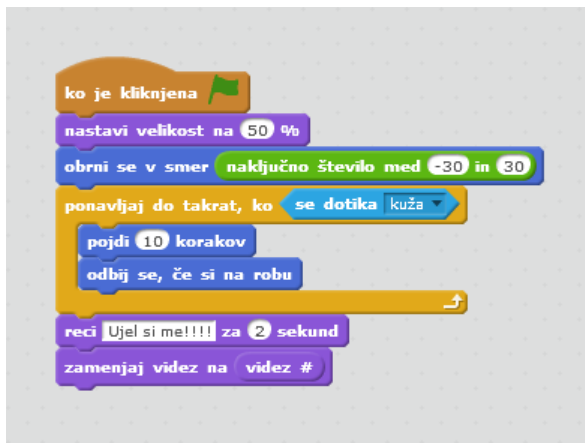 ko je kliknjena
nastavi velikost na 50 %
obrni se v smer naključno število med -30 in 30
ponavljaj do takrat, ko se dotika kuža
pojdi 10 korakov
odbij se, če si na robu
reci Ujel si me!!!! za 2 sekund
zamenjaj videz na videz #